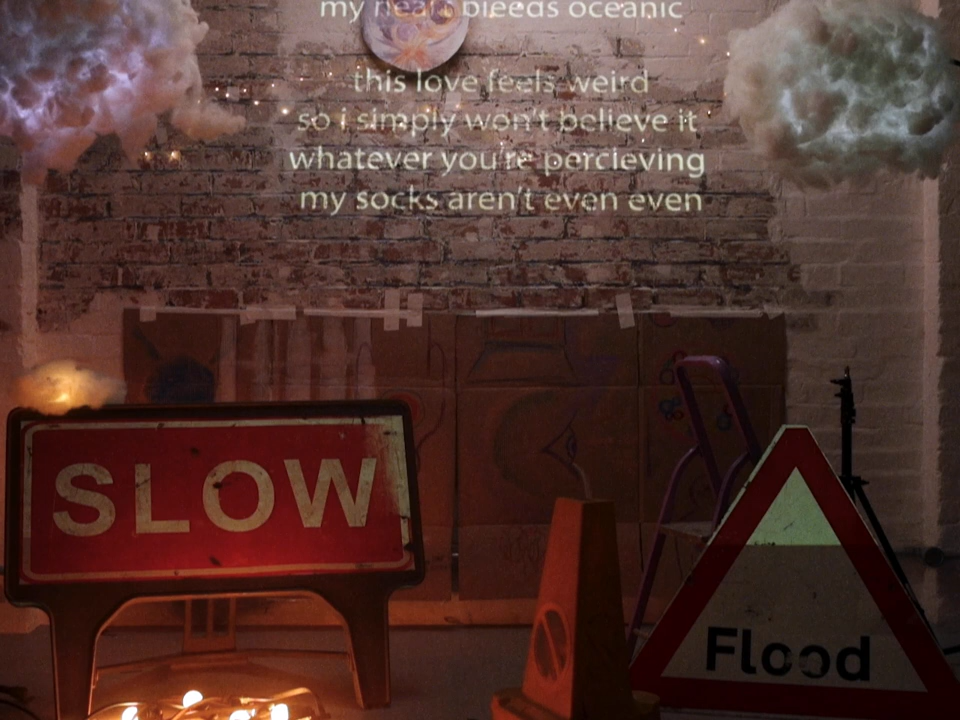 my heart bleeds oceanic
this love feels weird
so i simply won't believe it
whatever you're percieving
my socks aren't even even
SLOW
Flood